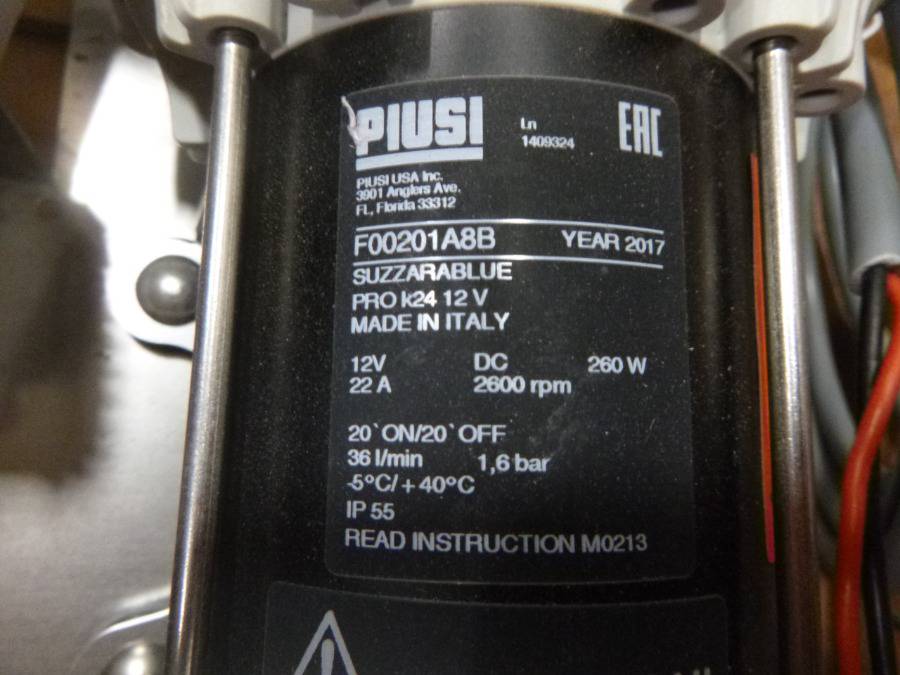 PIUSI
Ln
1409324
EAC
PIUSI USA Inc.
3901 Anglers Ave.
FL, Florida 33312
F00201A8B YEAR 2017
SUZZARABLUE
PRO k24 12 V
MADE IN ITALY
12V DC 260 W
22 A 2600 rpm
20`ON/20`OFF
36 l/min 1,6 bar
-5°C/ + 40°C
IP 55
READ INSTRUCTION M0213